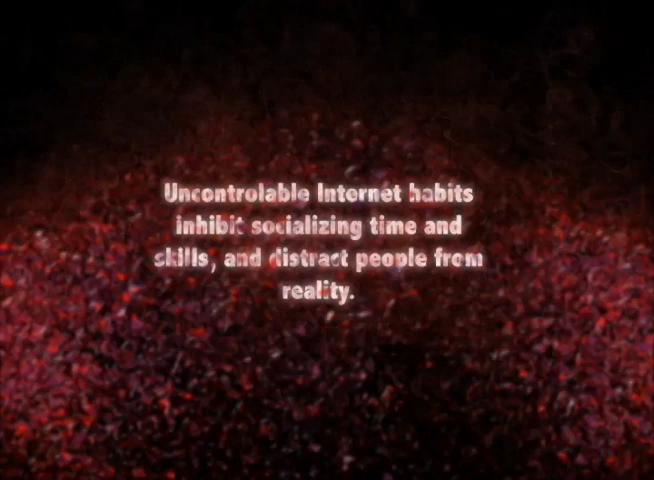 Uncontrolable Internet habits
inhibit socializing time and
skills, and distract people from
reality.